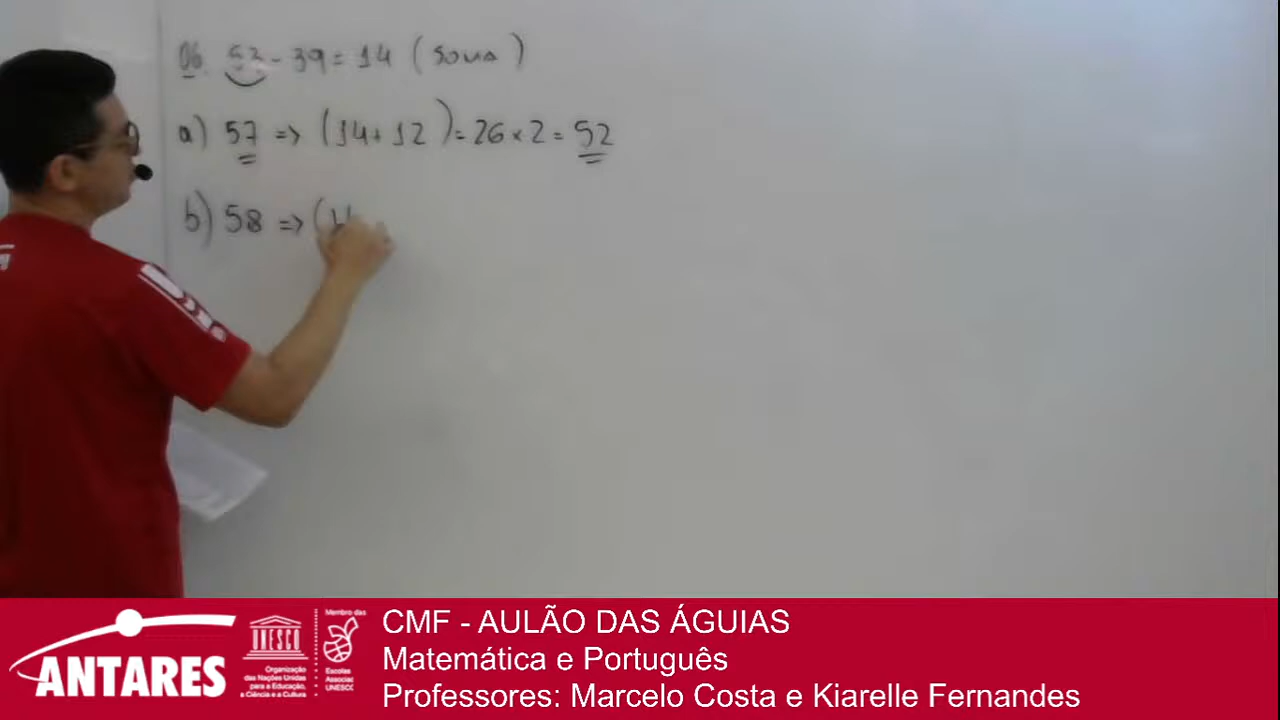 06. 53 - 39 = 14 (SOMA)
a) 57 => (14 + 12) = 26 x 2 = 52
b) 58 => (1
ANTARES
UNESCO
Organização
das Nações Unidas
para a Educação,
a Ciência e a Cultura
Membro das
Escolas
Associadas
UNESCO
CMF - AULÃO DAS ÁGUIAS
Matemática e Português
Professores: Marcelo Costa e Kiarelle Fernandes